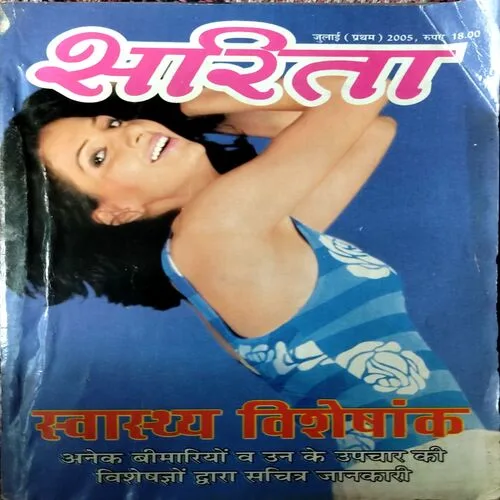 जुलाई ( प्रथम ) 2005, रुपए 18.00
सरिता
स्वास्थ्य विशेषांक
अनेक बीमारियों व उन के उपचार की
विशेषज्ञों द्वारा सचित्र जानकारी